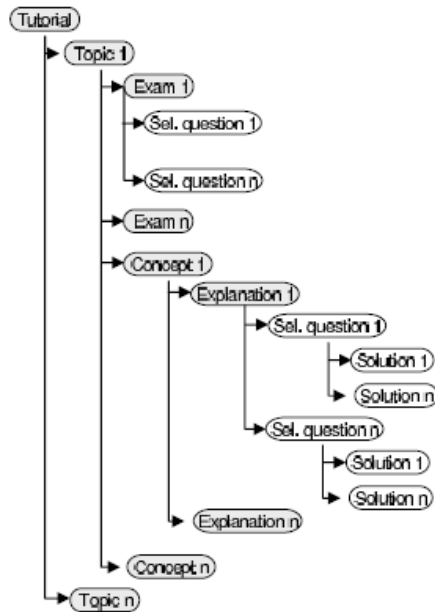 Tutorial
Topic 1
Exam 1
Sel. question 1
Sel. question n
Exam n
Concept 1
Explanation 1
Sel. question 1
Solution 1
Solution n
Sel. question n
Solution 1
Solution n
Explanation n
Concept n
Topic n